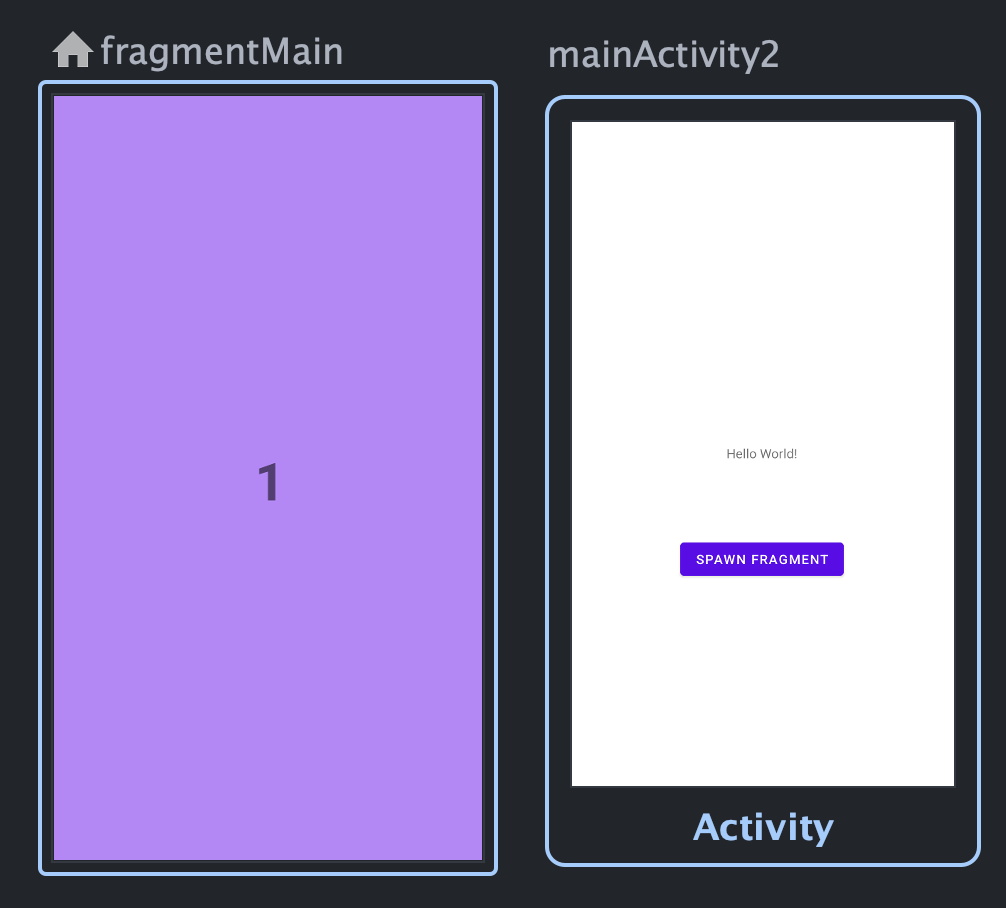 fragmentMain
mainActivity2
1
Hello World!
SPAWN FRAGMENT
Activity